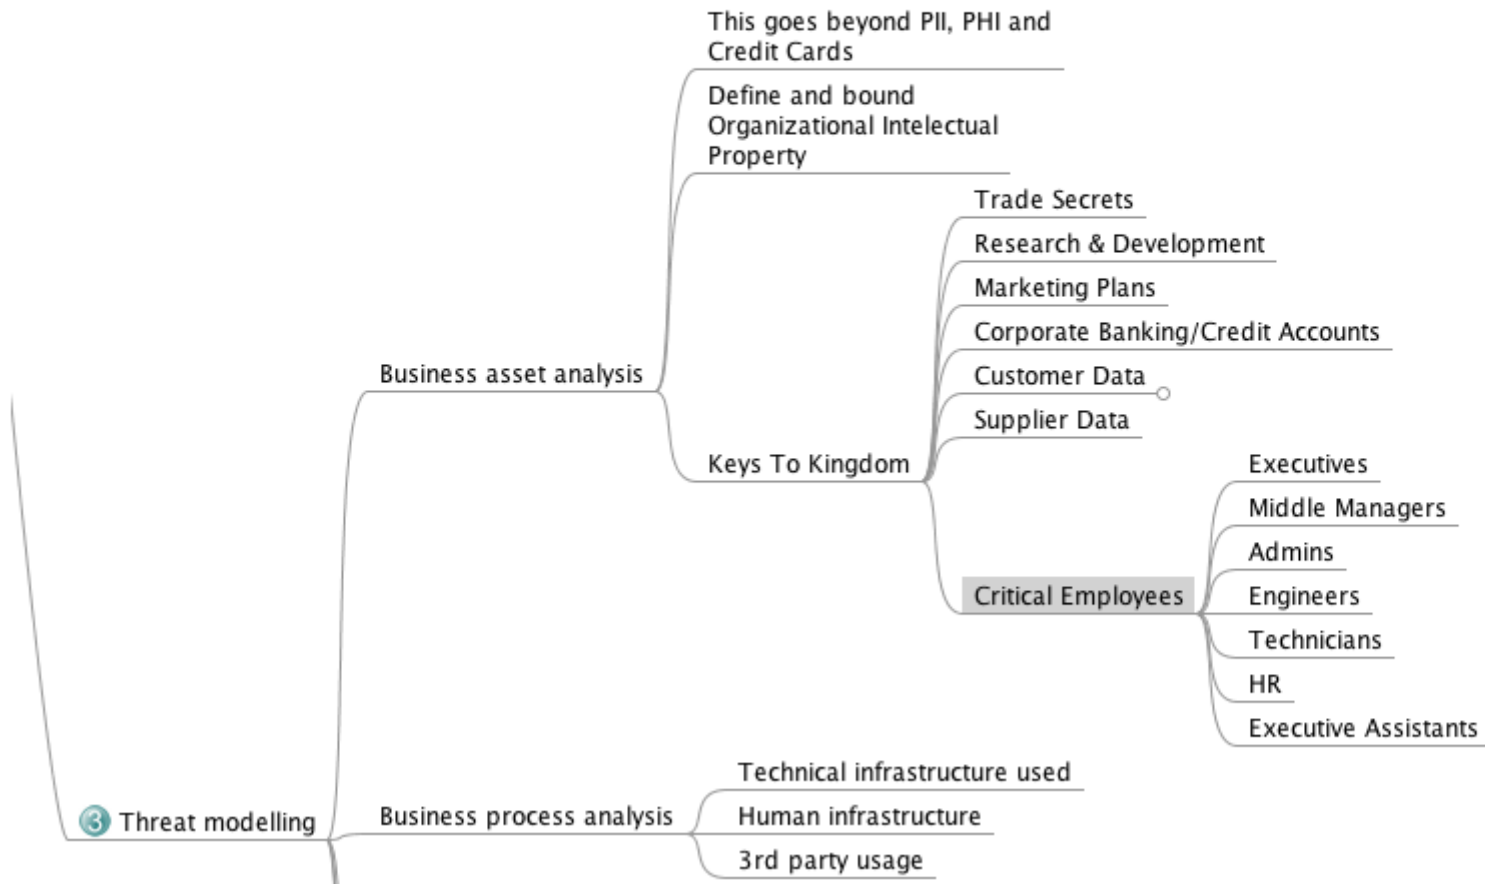 This goes beyond PII, PHI and
Credit Cards
Define and bound
Organizational Intelectual
Property
Trade Secrets
Research & Development
Marketing Plans
Corporate Banking/Credit Accounts
Business asset analysis
Customer Data
Supplier Data
Keys To Kingdom
Executives
Middle Managers
Admins
Critical Employees
Engineers
Technicians
HR
Executive Assistants
Technical infrastructure used
3 Threat modelling
Business process analysis
Human infrastructure
3rd party usage